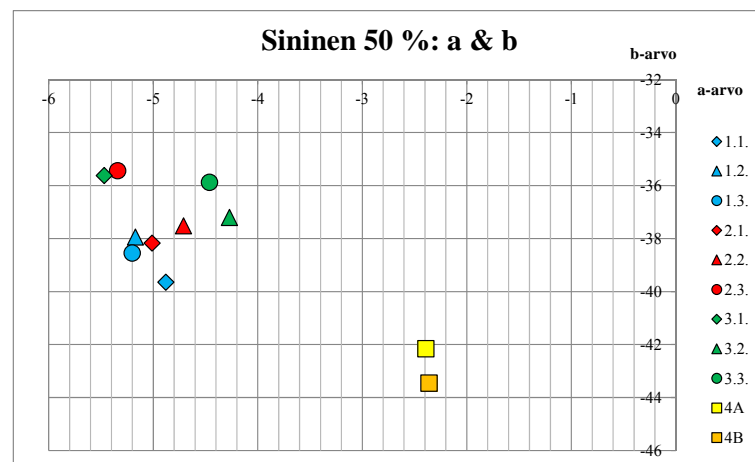 Sininen 50 %: a & b
b-arvo
-32
a-arvo
-6 -5 -4 -3 -2 -1 0
-34
-36
-38
-40
-42
-44
-46
1.1.
1.2.
1.3.
2.1.
2.2.
2.3.
3.1.
3.2.
3.3.
4A
4B